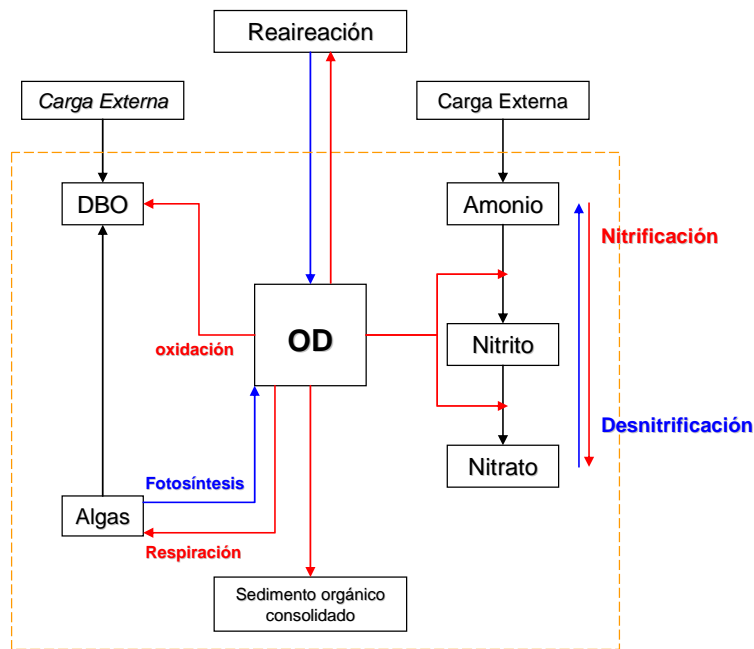 Reaireación
Carga Externa
Carga Externa
DBO
Amonio
Nitrificación
OD
oxidación
Nitrito
Desnitrificación
Nitrato
Fotosíntesis
Algas
Respiración
Sedimento orgánico
consolidado